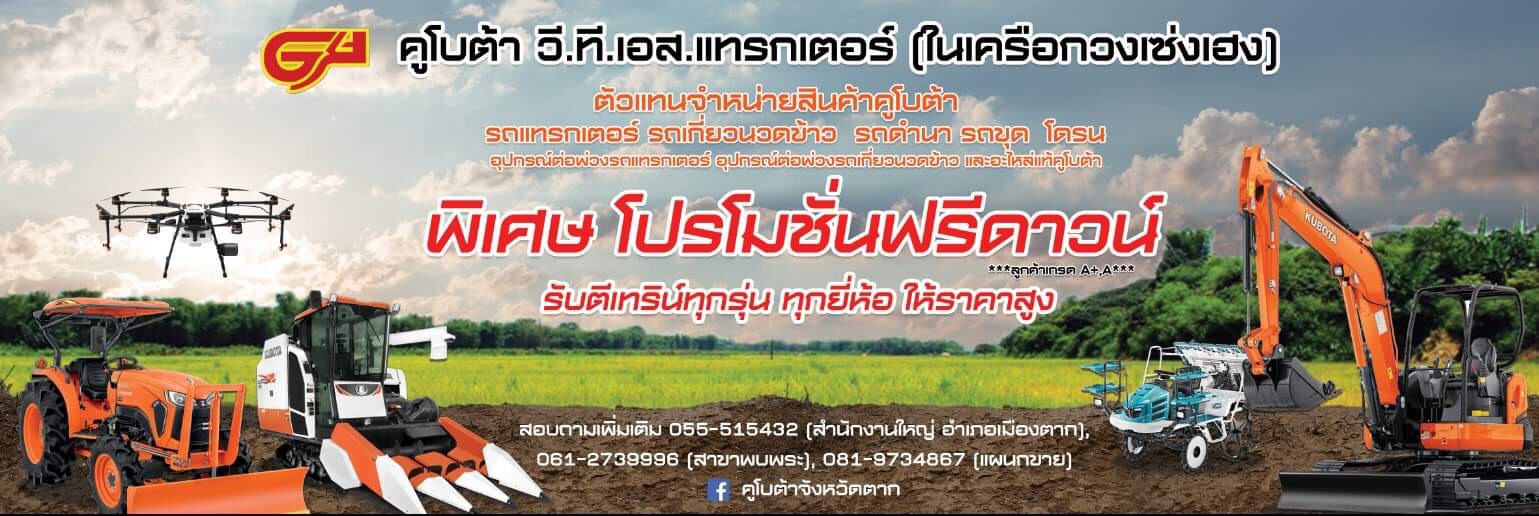 คูโบต้า วี.ที.เอส.แทรกเตอร์ (ในเครือกวงเซ่งเฮง)
ตัวแทนจำหน่ายสินค้าคูโบต้า
รถแทรกเตอร์ รถเกี่ยวนวดข้าว รถดำนา รถขุด โดรน
อุปกรณ์ต่อพ่วงรถแทรกเตอร์ อุปกรณ์ต่อพ่วงรถเกี่ยวนวดข้าว และอะไหล่แท้คูโบต้า
พิเศษ โปรโมชั่นฟรีดาวน์
***ลูกค้าเกรด A+,A***
รับตีเทริน์ทุกรุ่น ทุกยี่ห้อ ให้ราคาสูง
KUBOTA
KUBOTA
สอบถามเพิ่มเติม 055-515432 (สำนักงานใหญ่ อำเภอเมืองตาก),
061-2739996 (สาขาพบพระ), 081-9734867 (แผนกขาย)
f คูโบต้าจังหวัดตาก